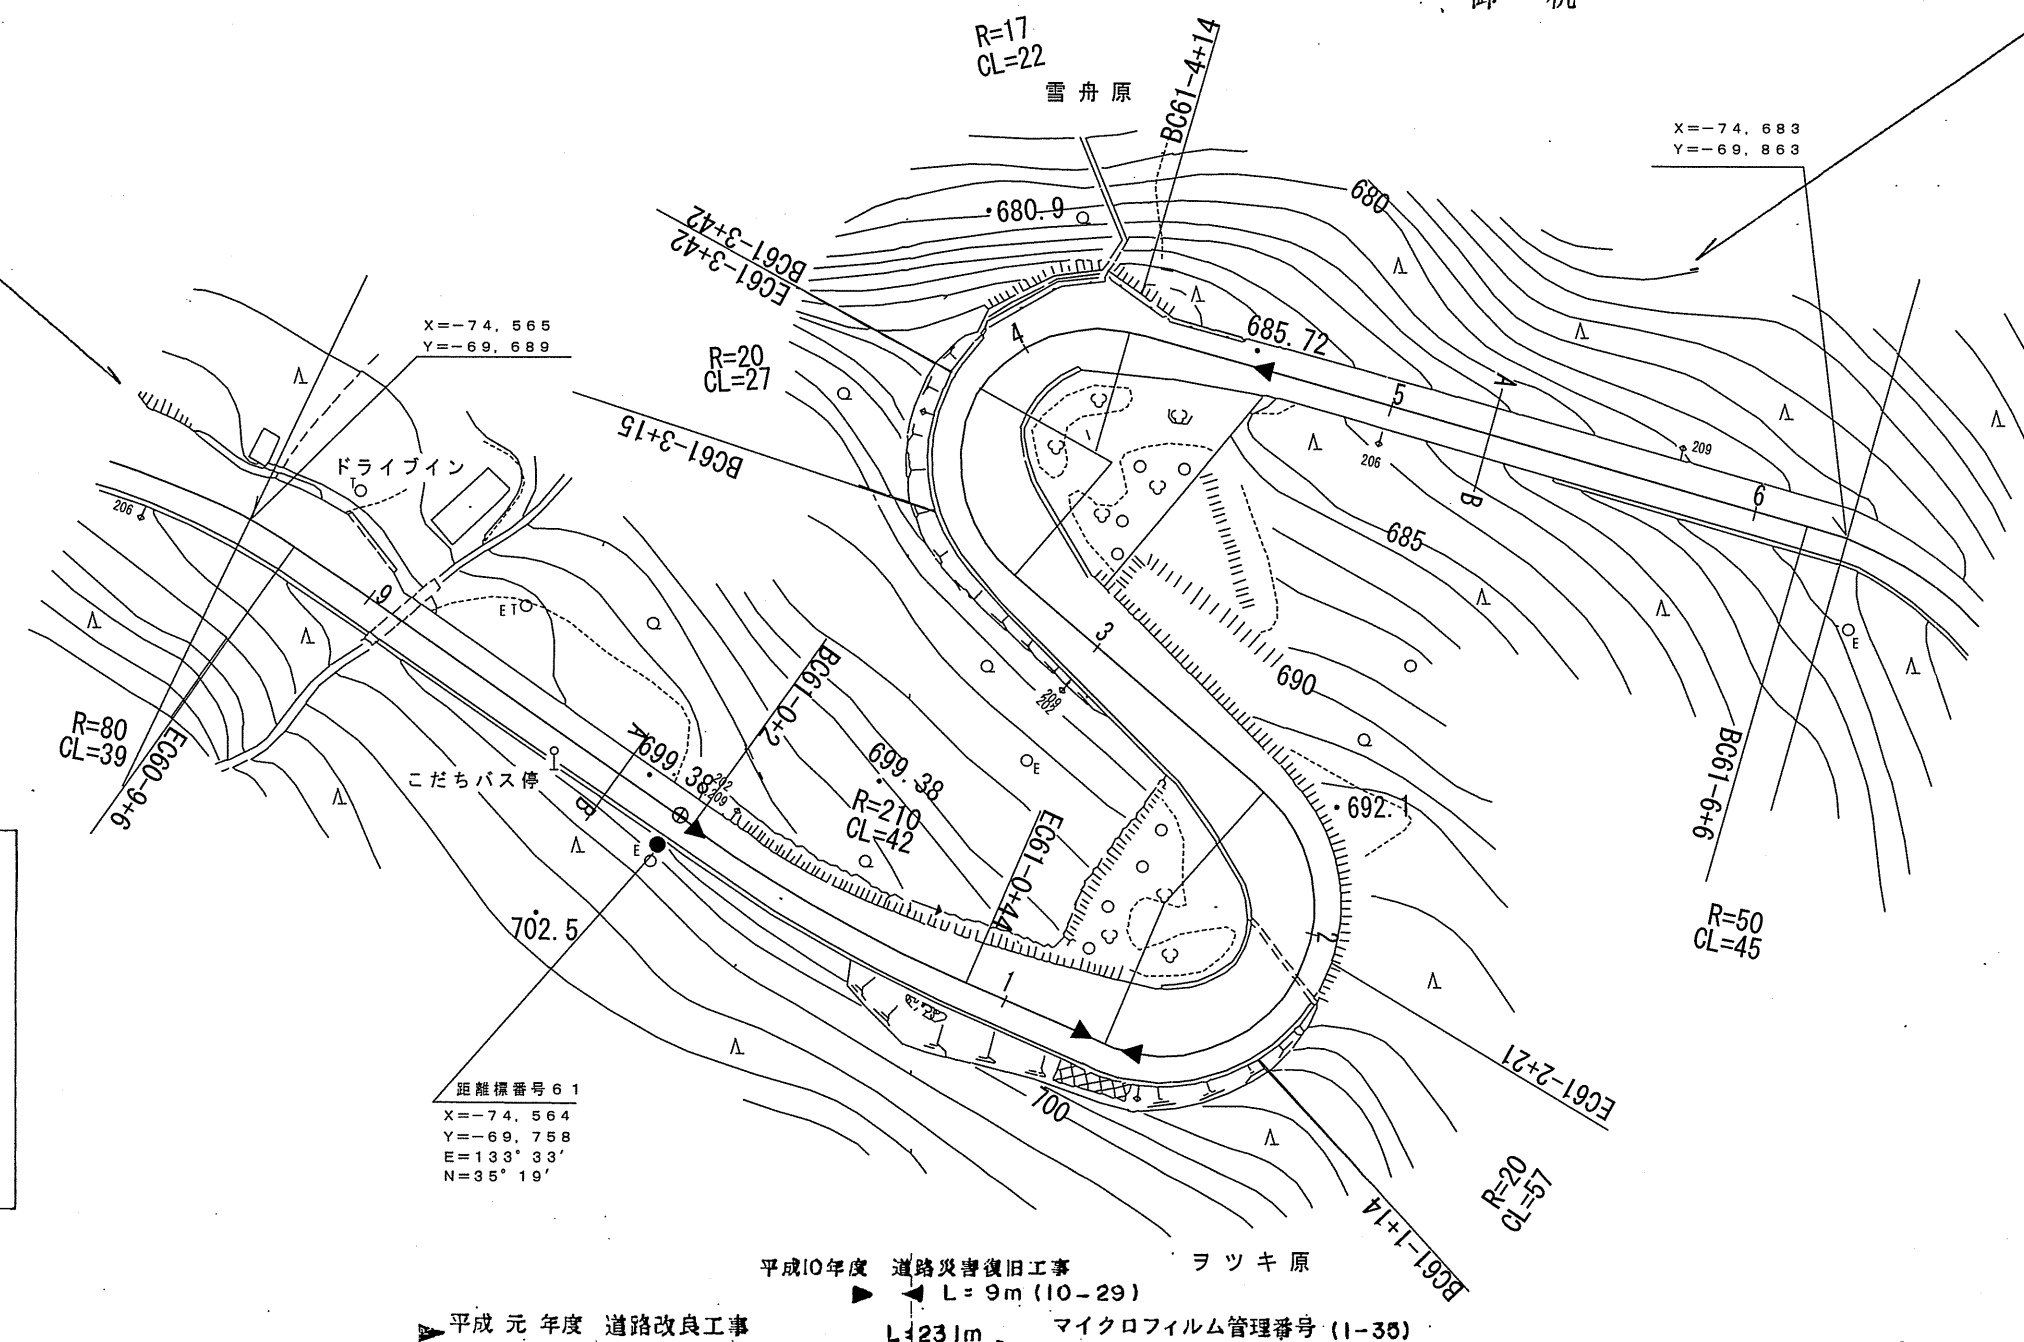 R=17
CL=22
雪舟原
BC61-4+14
X=-74, 683
Y=-69, 863
680
680.9
BC61-3+42
EC61-3+42
X=-74, 565
Y=-69, 689
R=20
CL=27
685.72
4
5
A
B
206
209
6
BC61-3+15
ドライブイン
T
206
9
E T
685
3
690
E
209
202
R=80
CL=39
EC60-9+6
BC61-0+2
A
699.38
202
209
699.38
R=210
CL=42
E
こだちバス停
B
E
EC61-0+44
692.1
BC61-6+6
R=50
CL=45
702.5
2
1
EC61-2+21
700
距離標番号61
X=-74, 564
Y=-69, 758
E=133° 33′
N=35° 19′
R=20
CL=57
BC61-1+14
ヲツキ原
平成10年度 道路災害復旧工事
L=9m (10-29)
平成 元 年度 道路改良工事
L=231m
マイクロフィルム管理番号 (1-35)